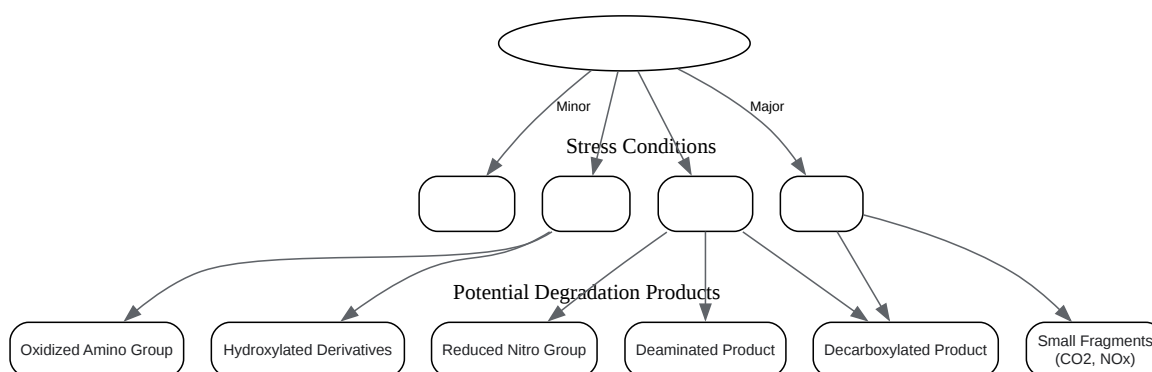 Minor
Major
Stress Conditions
Potential Degradation Products
Oxidized Amino Group
Hydroxylated Derivatives
Reduced Nitro Group
Deaminated Product
Decarboxylated Product
Small Fragments
(CO2, NOx)